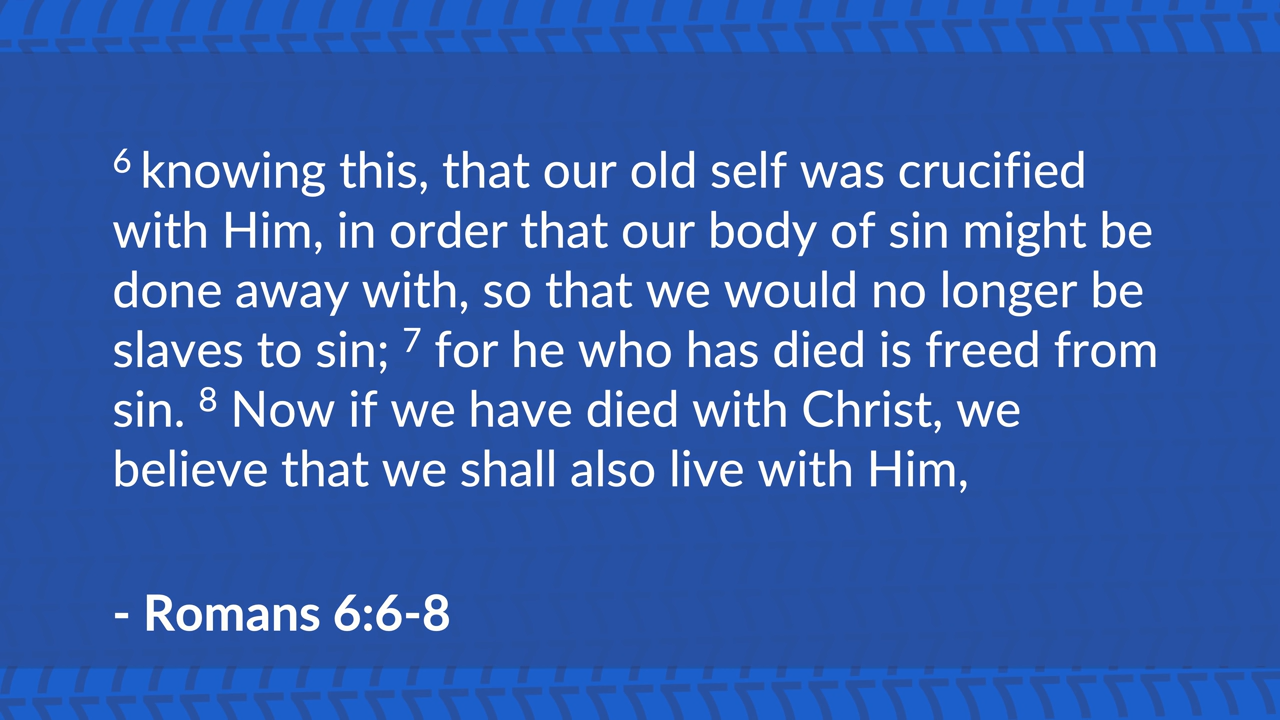 6 knowing this, that our old self was crucified
with Him, in order that our body of sin might be
done away with, so that we would no longer be
slaves to sin; 7 for he who has died is freed from
sin. 8 Now if we have died with Christ, we
believe that we shall also live with Him,
- Romans 6:6-8